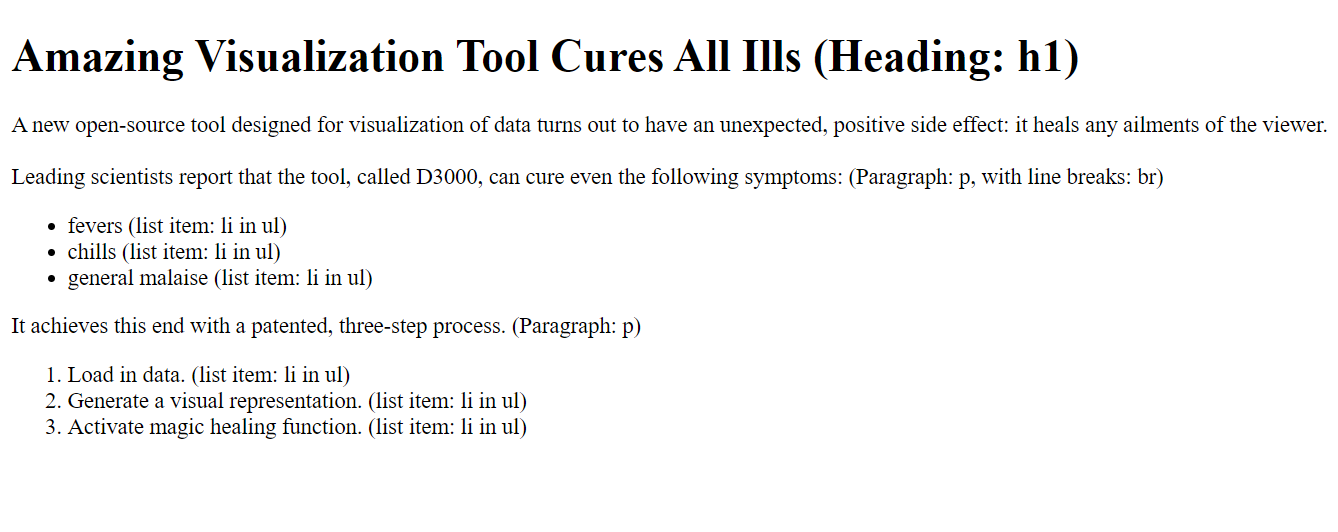 Amazing Visualization Tool Cures All Ills (Heading: h1)
A new open-source tool designed for visualization of data turns out to have an unexpected, positive side effect: it heals any ailments of the viewer.
Leading scientists report that the tool, called D3000, can cure even the following symptoms: (Paragraph: p, with line breaks: br)
• fevers (list item: li in ul)
• chills (list item: li in ul)
• general malaise (list item: li in ul)
It achieves this end with a patented, three-step process. (Paragraph: p)
1. Load in data. (list item: li in ul)
2. Generate a visual representation. (list item: li in ul)
3. Activate magic healing function. (list item: li in ul)